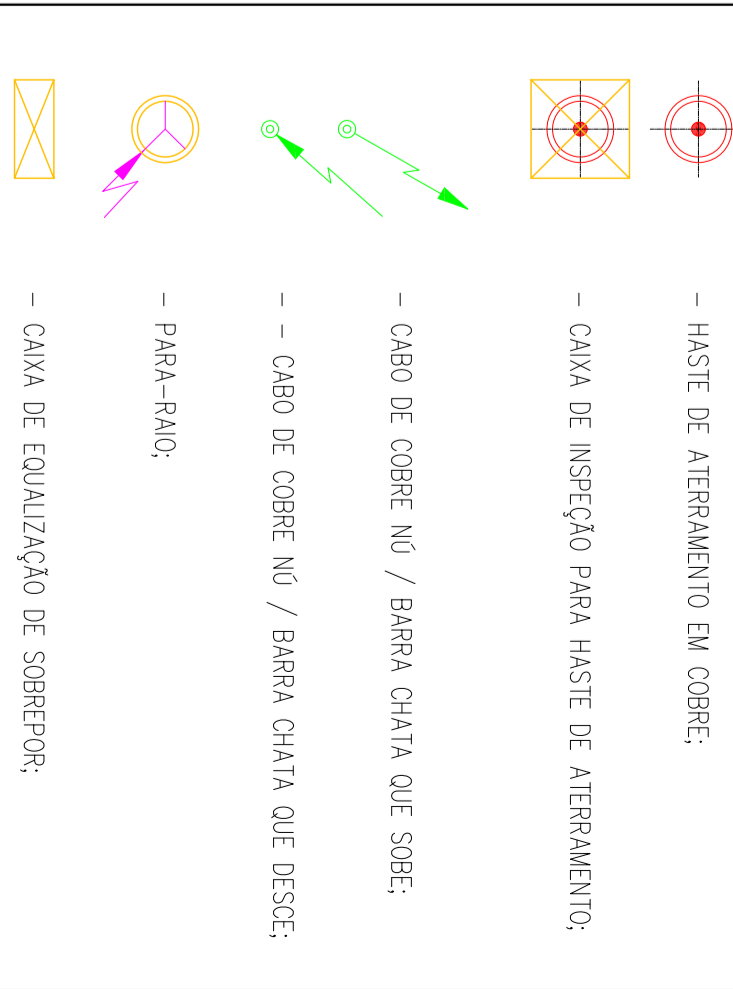 - HASTE DE ATERRAMENTO EM COBRE;
- CAIXA DE INSPEÇÃO PARA HASTE DE ATERRAMENTO;
- CABO DE COBRE NÚ / BARRA CHATA QUE SOBE;
- - CABO DE COBRE NÚ / BARRA CHATA QUE DESCE;
- PARA-RAIO;
- CAIXA DE EQUALIZAÇÃO DE SOBREPOR;